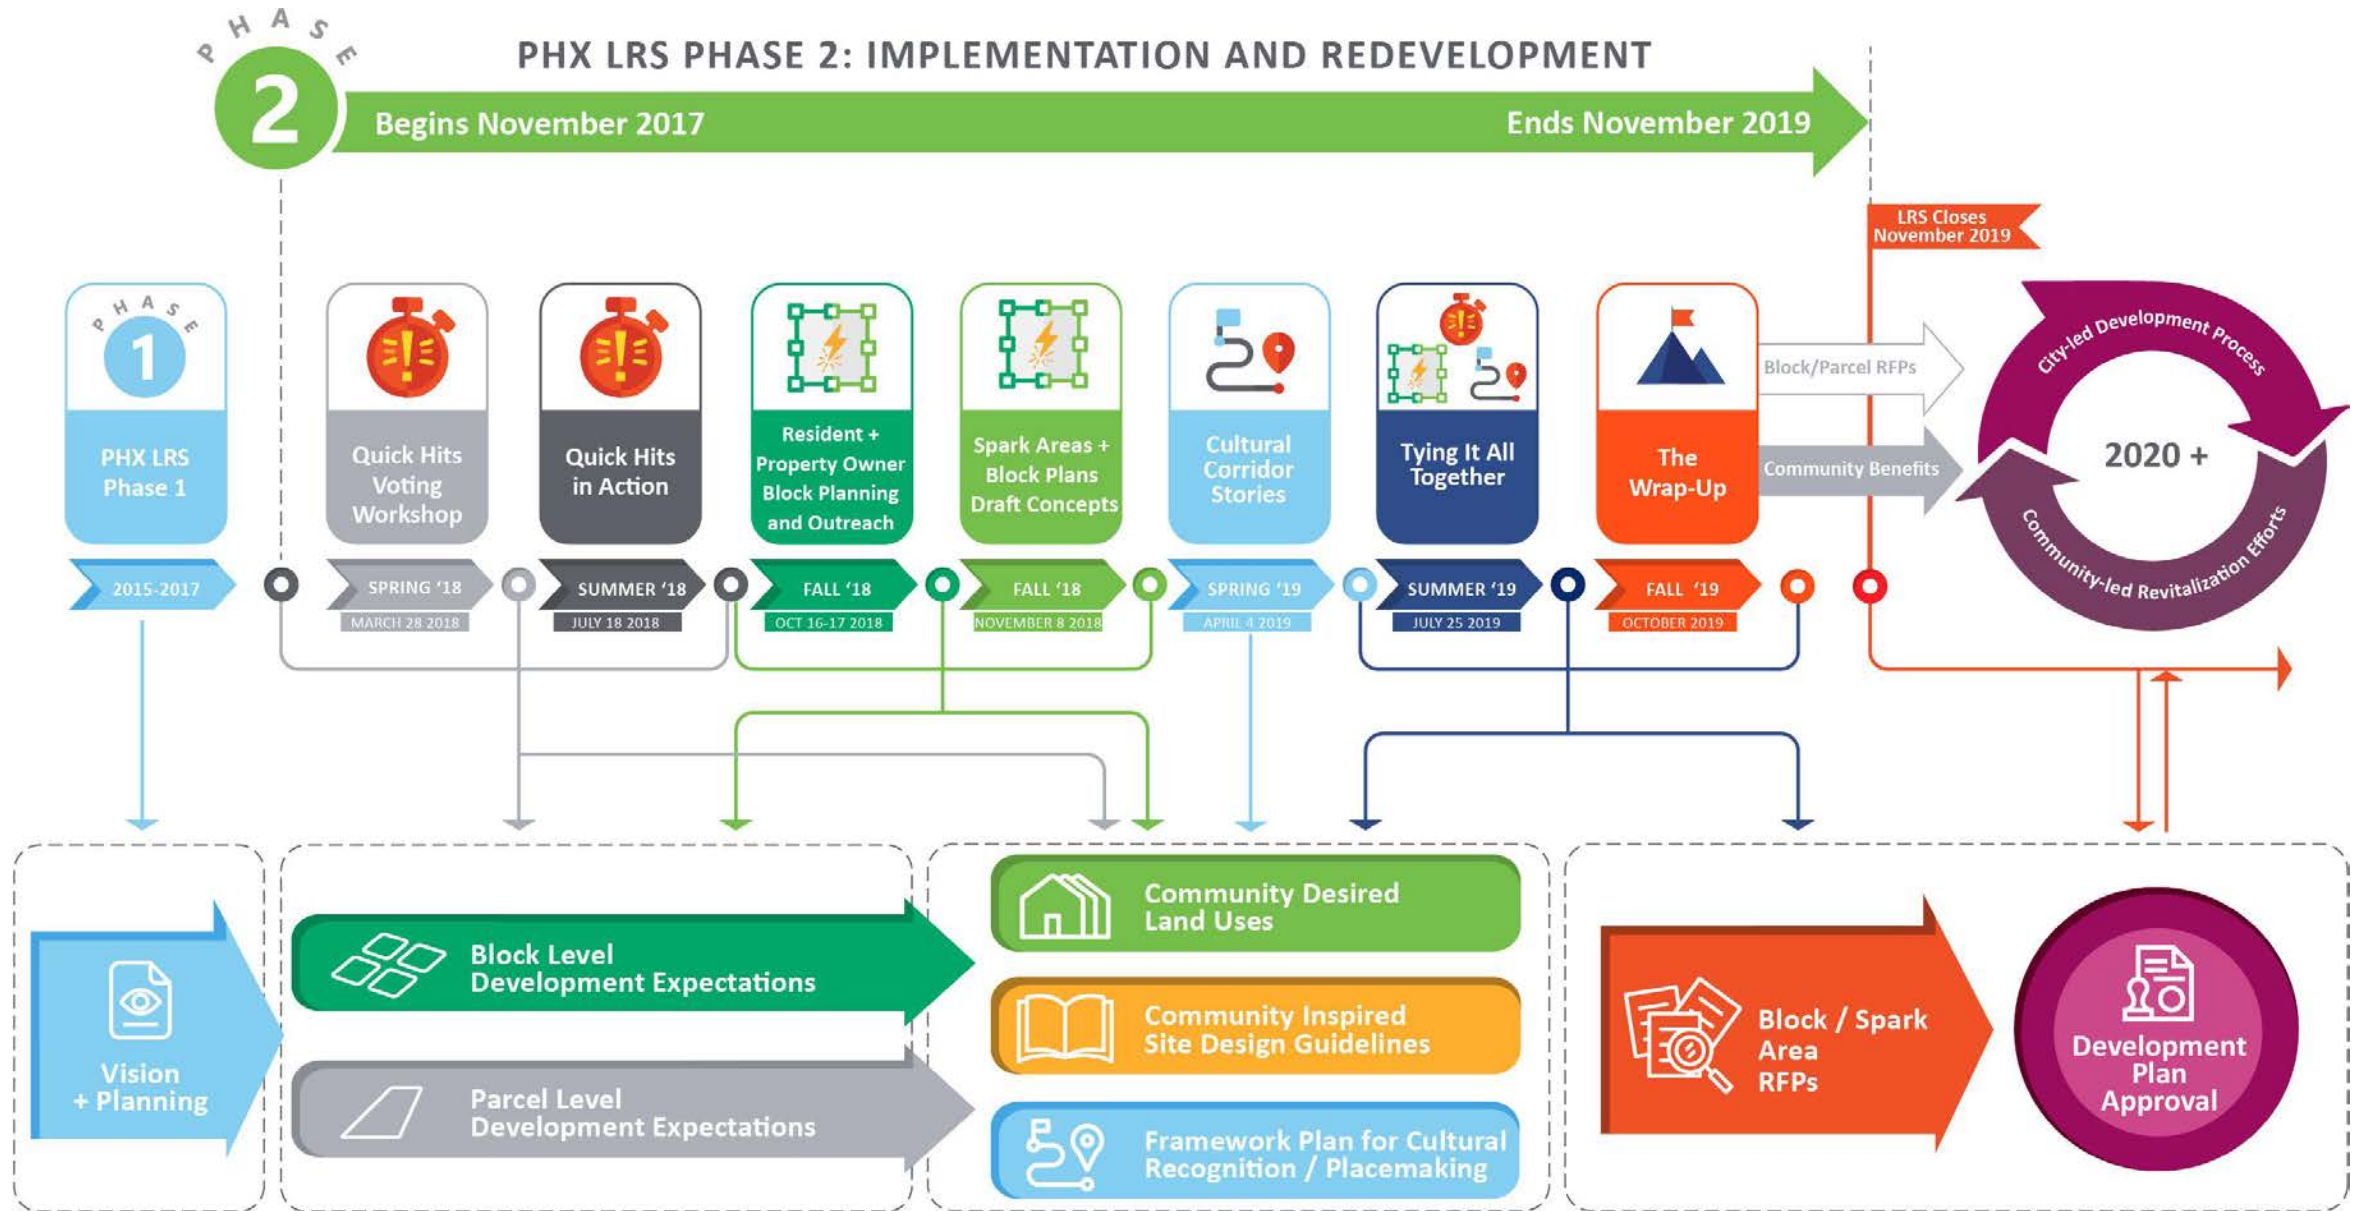 PHASE
2
PHX LRS PHASE 2: IMPLEMENTATION AND REDEVELOPMENT
Begins November 2017
Ends November 2019
LRS Closes
November 2019
PHASE
1
PHX LRS
Phase 1
2015-2017
Quick Hits
Voting
Workshop
SPRING ‘18
MARCH 28 2018
Quick Hits
in Action
SUMMER ‘18
JULY 18 2018
Resident +
Property Owner
Block Planning
and Outreach
FALL ‘18
OCT 16-17 2018
Spark Areas +
Block Plans
Draft Concepts
FALL ‘18
NOVEMBER 8 2018
Cultural
Corridor
Stories
SPRING ‘19
APRIL 4 2019
Tying It All
Together
SUMMER ‘19
JULY 25 2019
The
Wrap-Up
FALL ‘19
OCTOBER 2019
Block/Parcel RFPs
Community Benefits
City-led Development Process
2020 +
Community-led Revitalization Efforts
Vision
+ Planning
Block Level
Development Expectations
Parcel Level
Development Expectations
Community Desired
Land Uses
Community Inspired
Site Design Guidelines
Framework Plan for Cultural
Recognition / Placemaking
Block / Spark
Area
RFPs
Development
Plan
Approval